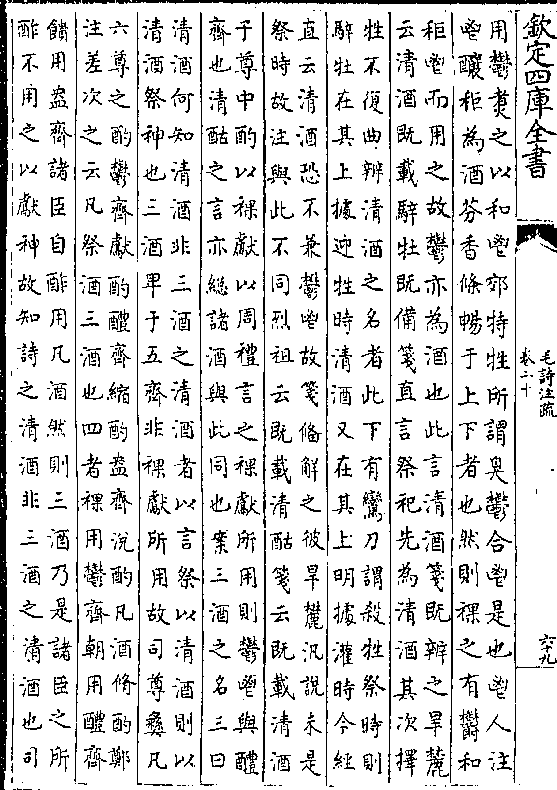 欽定四庫全書
毛詩注疏
卷二十
六十九
用鬱煑之以和鬯郊特牲所謂臭鬱合鬯是也鬯人注
鬯釀秬為酒芬香條暢于上下者也然則祼之有鬱和
秬鬯而用之故鬱亦為酒也此言清酒箋既辨之旱麓
云清酒既載騂牡既備箋直言祭祀先為清酒其次擇
牲不復曲辨清酒之名者此下有鸞刀謂殺牲祭時則
騂牡在其上據迎牲時清酒又在其上明據灌時今經
直云清酒恐不兼鬱鬯故箋備解之彼旱麓汎說未是
祭時故注與此不同烈祖云既載清酤箋云既載清酒
于尊中酌以祼獻以周禮言之祼獻所用則鬱鬯與醴
齊也清酤之言亦總諸酒與此同也案三酒之名三曰
清酒何知清酒非三酒之清酒者以言祭以清酒則以
清酒祭神也三酒卑于五齊非祼獻所用故司尊彝凡
六尊之酌鬱齊獻酌醴齊縮酌盎齊涗酌凡酒脩酌鄭
注差次之云凡祭酒三酒也四者祼用鬱齊朝用醴齊
饋用盎齊諸臣自酢用凡酒然則三酒乃是諸臣之所
酢不用之以獻神故知詩之清酒非三酒之清酒也司